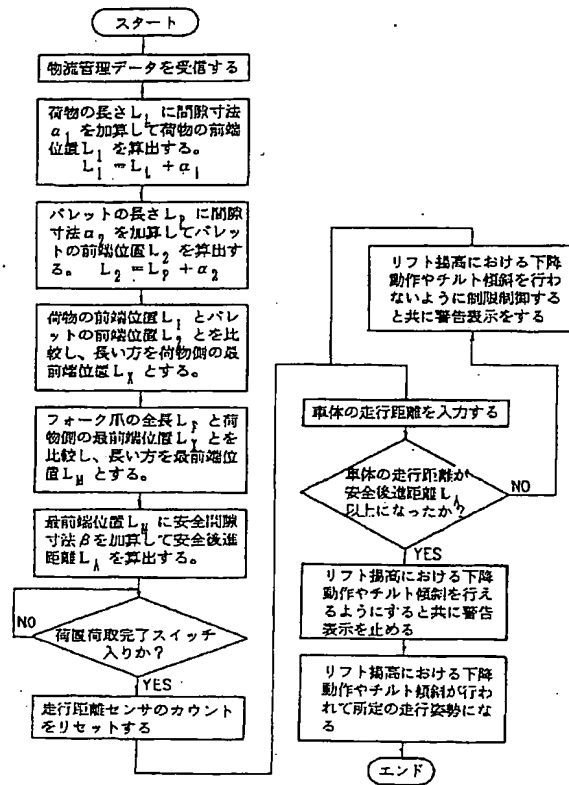 スタート
物流管理データを受信する
荷物の長さL_L に間隙寸法
α_1 を加算して荷物の前端
位置L_1 を算出する。
L_1 =L_L +α_1
パレットの長さL_P に間隙
寸法α_2 を加算してパレッ
トの前端位置L_2 を算出す
る。 L_2 =L_P +α_2
荷物の前端位置L_1 とパレ
ットの前端位置L_2 とを比
較し、長い方を荷物側の最
前端位置L_X とする。
フォーク爪の全長L_F と荷
物側の最前端位置L_X とを
比較し、長い方を最前端位
置L_M とする。
最前端位置L_M に安全間隙
寸法βを加算して安全後進
距離L_A を算出する。
荷置荷取完了スイッチ
入りか?
NO
YES
走行距離センサのカウント
をリセットする
リフト揚高における下降
動作やチルト傾斜を行わ
ないように制限制御する
と共に警告表示をする
車体の走行距離を入力する
車体の走行距離が
安全後進距離L_A
以上になったか?
NO
YES
リフト揚高における下降
動作やチルト傾斜を行え
るようにすると共に警告
表示を止める
リフト揚高における下降
動作やチルト傾斜が行わ
れて所定の走行姿勢にな
る
エンド